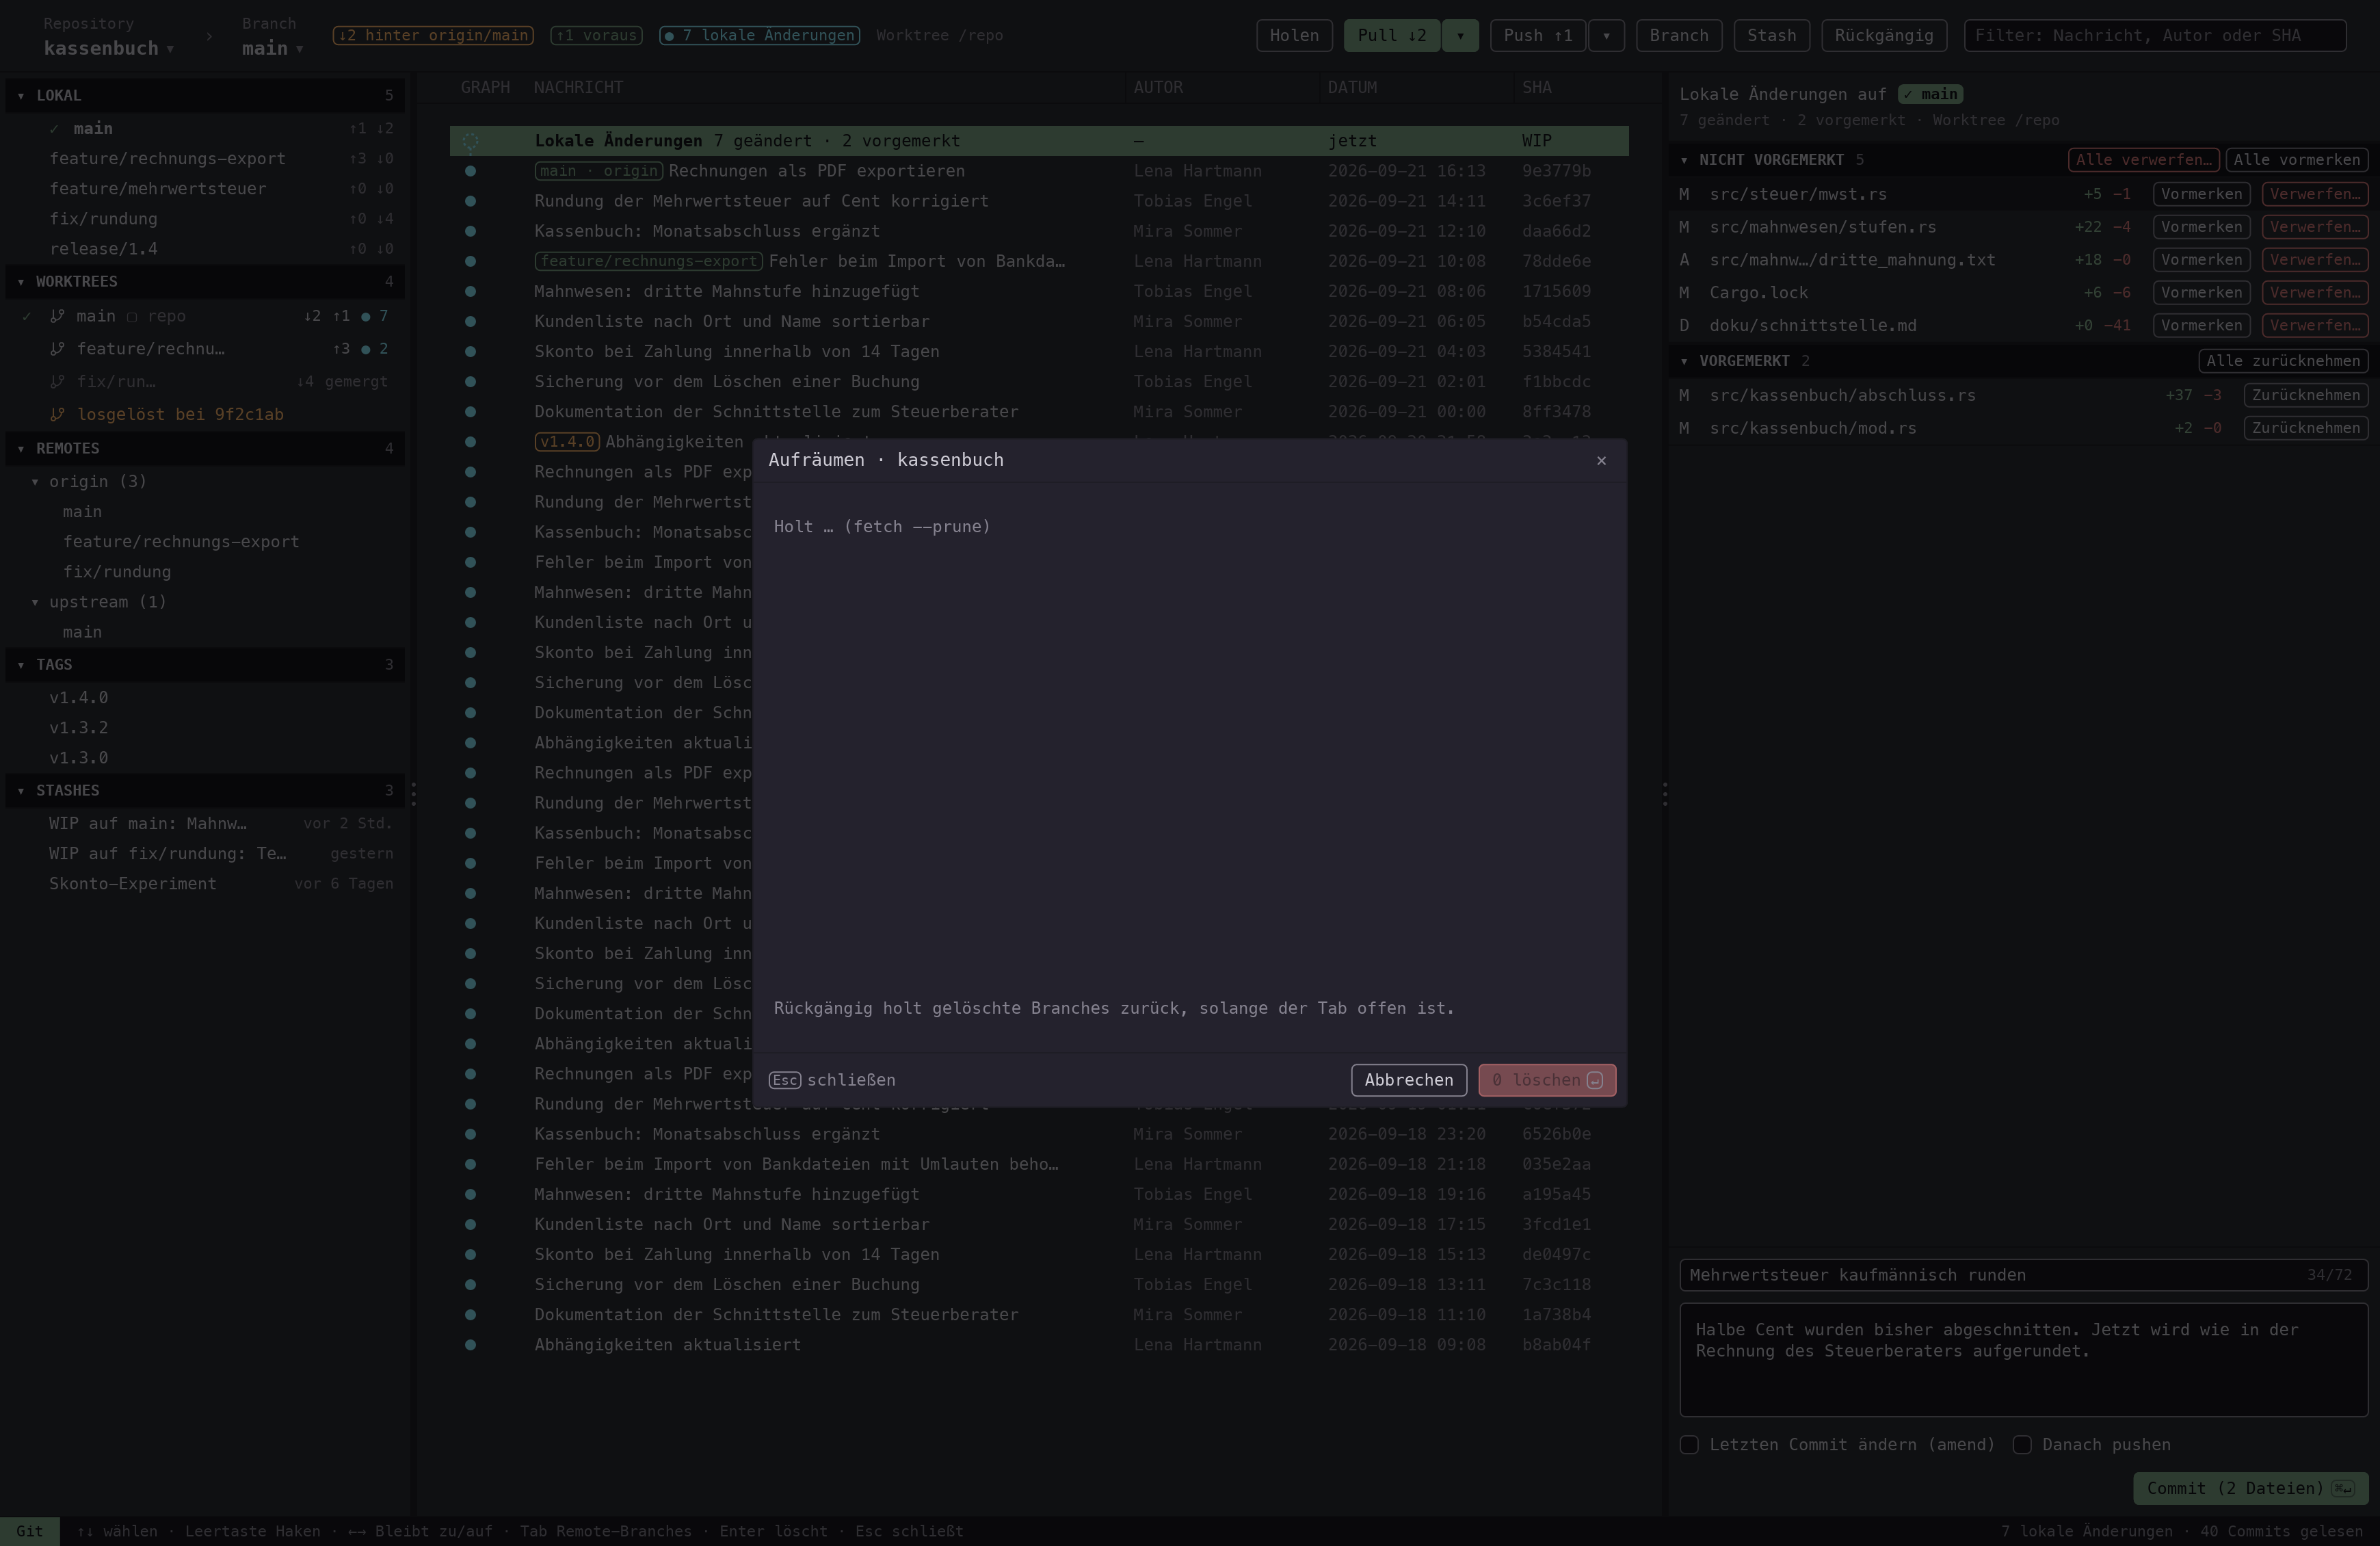 Repository
kassenbuch ▾
›
Branch
main ▾
↓2 hinter origin/main
↑1 voraus
● 7 lokale Änderungen
Worktree /repo
Holen
Pull ↓2 ▾
Push ↑1 ▾
Branch
Stash
Rückgängig
Filter: Nachricht, Autor oder SHA
▾ LOKAL 5
✓ main ↑1 ↓2
feature/rechnungs-export ↑3 ↓0
feature/mehrwertsteuer ↑0 ↓0
fix/rundung ↑0 ↓4
release/1.4 ↑0 ↓0
▾ WORKTREES 4
✓ main ▢ repo ↓2 ↑1 ● 7
feature/rechnu… ↑3 ● 2
fix/run… ↓4 gemergt
losgelöst bei 9f2c1ab
▾ REMOTES 4
▾ origin (3)
main
feature/rechnungs-export
fix/rundung
▾ upstream (1)
main
▾ TAGS 3
v1.4.0
v1.3.2
v1.3.0
▾ STASHES 3
WIP auf main: Mahnw… vor 2 Std.
WIP auf fix/rundung: Te… gestern
Skonto-Experiment vor 6 Tagen
GRAPH NACHRICHT AUTOR DATUM SHA
Lokale Änderungen 7 geändert · 2 vorgemerkt — jetzt WIP
main · origin Rechnungen als PDF exportieren Lena Hartmann 2026-09-21 16:13 9e3779b
Rundung der Mehrwertsteuer auf Cent korrigiert Tobias Engel 2026-09-21 14:11 3c6ef37
Kassenbuch: Monatsabschluss ergänzt Mira Sommer 2026-09-21 12:10 daa66d2
feature/rechnungs-export Fehler beim Import von Bankda… Lena Hartmann 2026-09-21 10:08 78dde6e
Mahnwesen: dritte Mahnstufe hinzugefügt Tobias Engel 2026-09-21 08:06 1715609
Kundenliste nach Ort und Name sortierbar Mira Sommer 2026-09-21 06:05 b54cda5
Skonto bei Zahlung innerhalb von 14 Tagen Lena Hartmann 2026-09-21 04:03 5384541
Sicherung vor dem Löschen einer Buchung Tobias Engel 2026-09-21 02:01 f1bbcdc
Dokumentation der Schnittstelle zum Steuerberater Mira Sommer 2026-09-21 00:00 8ff3478
v1.4.0 Abhängigkeiten
Rechnungen als PDF exp
Rundung der Mehrwertst
Kassenbuch: Monatsabsc
Fehler beim Import von
Mahnwesen: dritte Mahn
Kundenliste nach Ort u
Skonto bei Zahlung inn
Sicherung vor dem Lösc
Dokumentation der Schn
Abhängigkeiten aktuali
Rechnungen als PDF exp
Rundung der Mehrwertst
Kassenbuch: Monatsabsc
Fehler beim Import von
Mahnwesen: dritte Mahn
Kundenliste nach Ort u
Skonto bei Zahlung inn
Sicherung vor dem Lösc
Dokumentation der Schn
Abhängigkeiten aktuali
Rechnungen als PDF exp
Rundung der
Kassenbuch: Monatsabschluss ergänzt Mira Sommer 2026-09-18 23:20 6526b0e
Fehler beim Import von Bankdateien mit Umlauten beho… Lena Hartmann 2026-09-18 21:18 035e2aa
Mahnwesen: dritte Mahnstufe hinzugefügt Tobias Engel 2026-09-18 19:16 a195a45
Kundenliste nach Ort und Name sortierbar Mira Sommer 2026-09-18 17:15 3fcd1e1
Skonto bei Zahlung innerhalb von 14 Tagen Lena Hartmann 2026-09-18 15:13 de0497c
Sicherung vor dem Löschen einer Buchung Tobias Engel 2026-09-18 13:11 7c3c118
Dokumentation der Schnittstelle zum Steuerberater Mira Sommer 2026-09-18 11:10 1a738b4
Abhängigkeiten aktualisiert Lena Hartmann 2026-09-18 09:08 b8ab04f
Aufräumen · kassenbuch ×
Holt … (fetch --prune)
Rückgängig holt gelöschte Branches zurück, solange der Tab offen ist.
Esc schließen
Abbrechen
0 löschen ↵
Lokale Änderungen auf ✓ main
7 geändert · 2 vorgemerkt · Worktree /repo
▾ NICHT VORGEMERKT 5 Alle verwerfen… Alle vormerken
M src/steuer/mwst.rs +5 −1 Vormerken Verwerfen…
M src/mahnwesen/stufen.rs +22 −4 Vormerken Verwerfen…
A src/mahnw…/dritte_mahnung.txt +18 −0 Vormerken Verwerfen…
M Cargo.lock +6 −6 Vormerken Verwerfen…
D doku/schnittstelle.md +0 −41 Vormerken Verwerfen…
▾ VORGEMERKT 2 Alle zurücknehmen
M src/kassenbuch/abschluss.rs +37 −3 Zurücknehmen
M src/kassenbuch/mod.rs +2 −0 Zurücknehmen
Mehrwertsteuer kaufmännisch runden 34/72
Halbe Cent wurden bisher abgeschnitten. Jetzt wird wie in der
Rechnung des Steuerberaters aufgerundet.
Letzten Commit ändern (amend)
Danach pushen
Commit (2 Dateien) ⌘↵
Git
↑↓ wählen · Leertaste Haken · ←→ Bleibt zu/auf · Tab Remote-Branches · Enter löscht · Esc schließt
7 lokale Änderungen · 40 Commits gelesen